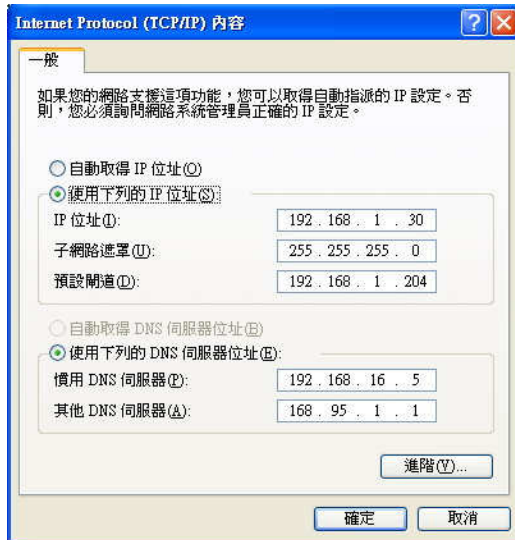 Internet Protocol (TCP/IP) 內容
一般
如果您的網路支援這項功能，您可以取得自動指派的 IP 設定。否
則，您必須詢問網路系統管理員正確的 IP 設定。
自動取得 IP 位址(O)
使用下列的 IP 位址(S):
IP 位址(I): 192 . 168 . 1 . 30
子網路遮罩(U): 255 . 255 . 255 . 0
預設閘道(D): 192 . 168 . 1 . 204
自動取得 DNS 伺服器位址(B)
使用下列的 DNS 伺服器位址(E):
慣用 DNS 伺服器(P): 192 . 168 . 16 . 5
其他 DNS 伺服器(A): 168 . 95 . 1 . 1
進階(V)...
確定 取消